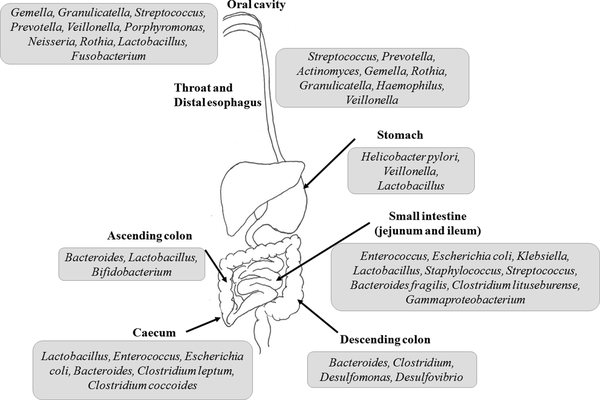 Oral cavity
Gemella, Granulicatella, Streptococcus,
Prevotella, Veillonella, Porphyromonas,
Neisseria, Rothia, Lactobacillus,
Fusobacterium
Throat and
Distal esophagus
Streptococcus, Prevotella,
Actinomyces, Gemella, Rothia,
Granulicatella, Haemophilus,
Veillonella
Stomach
Helicobacter pylori,
Veillonella,
Lactobacillus
Small intestine
(jejunum and ileum)
Enterococcus, Escherichia coli, Klebsiella,
Lactobacillus, Staphylococcus, Streptococcus,
Bacteroides fragilis, Clostridium lituseburense,
Gammaproteobacterium
Ascending colon
Bacteroides, Lactobacillus,
Bifidobacterium
Caecum
Lactobacillus, Enterococcus, Escherichia
coli, Bacteroides, Clostridium leptum,
Clostridium coccoides
Descending colon
Bacteroides, Clostridium,
Desulfomonas, Desulfovibrio